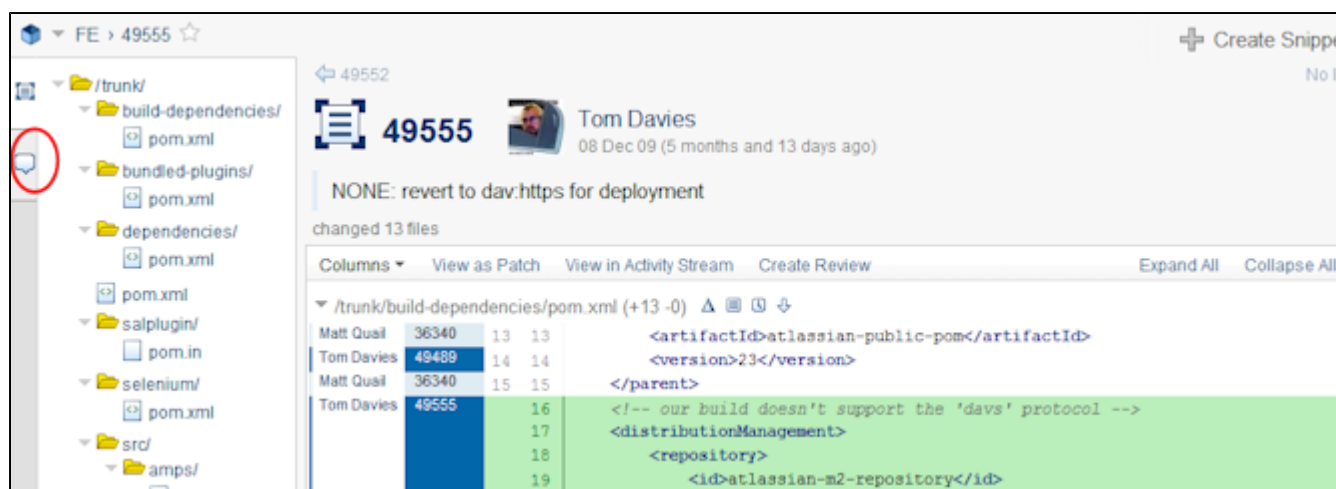 FE › 49555
Create Snippe
/trunk/
build-dependencies/
pom.xml
bundled-plugins/
pom.xml
dependencies/
pom.xml
pom.xml
salplugin/
pom.in
selenium/
pom.xml
src/
amps/
49552
No
49555
Tom Davies
08 Dec 09 (5 months and 13 days ago)
NONE: revert to dav:https for deployment
changed 13 files
Columns View as Patch View in Activity Stream Create Review Expand All Collapse All
/trunk/build-dependencies/pom.xml (+13 -0)
Matt Quail 36340 13 13 <artifactId>atlassian-public-pom</artifactId>
Tom Davies 49489 14 14 <version>23</version>
Matt Quail 36340 15 15 </parent>
Tom Davies 49555 16 <!-- our build doesn't support the 'davs' protocol -->
17 <distributionManagement>
18 <repository>
19 <id>atlassian-m2-repository</id>